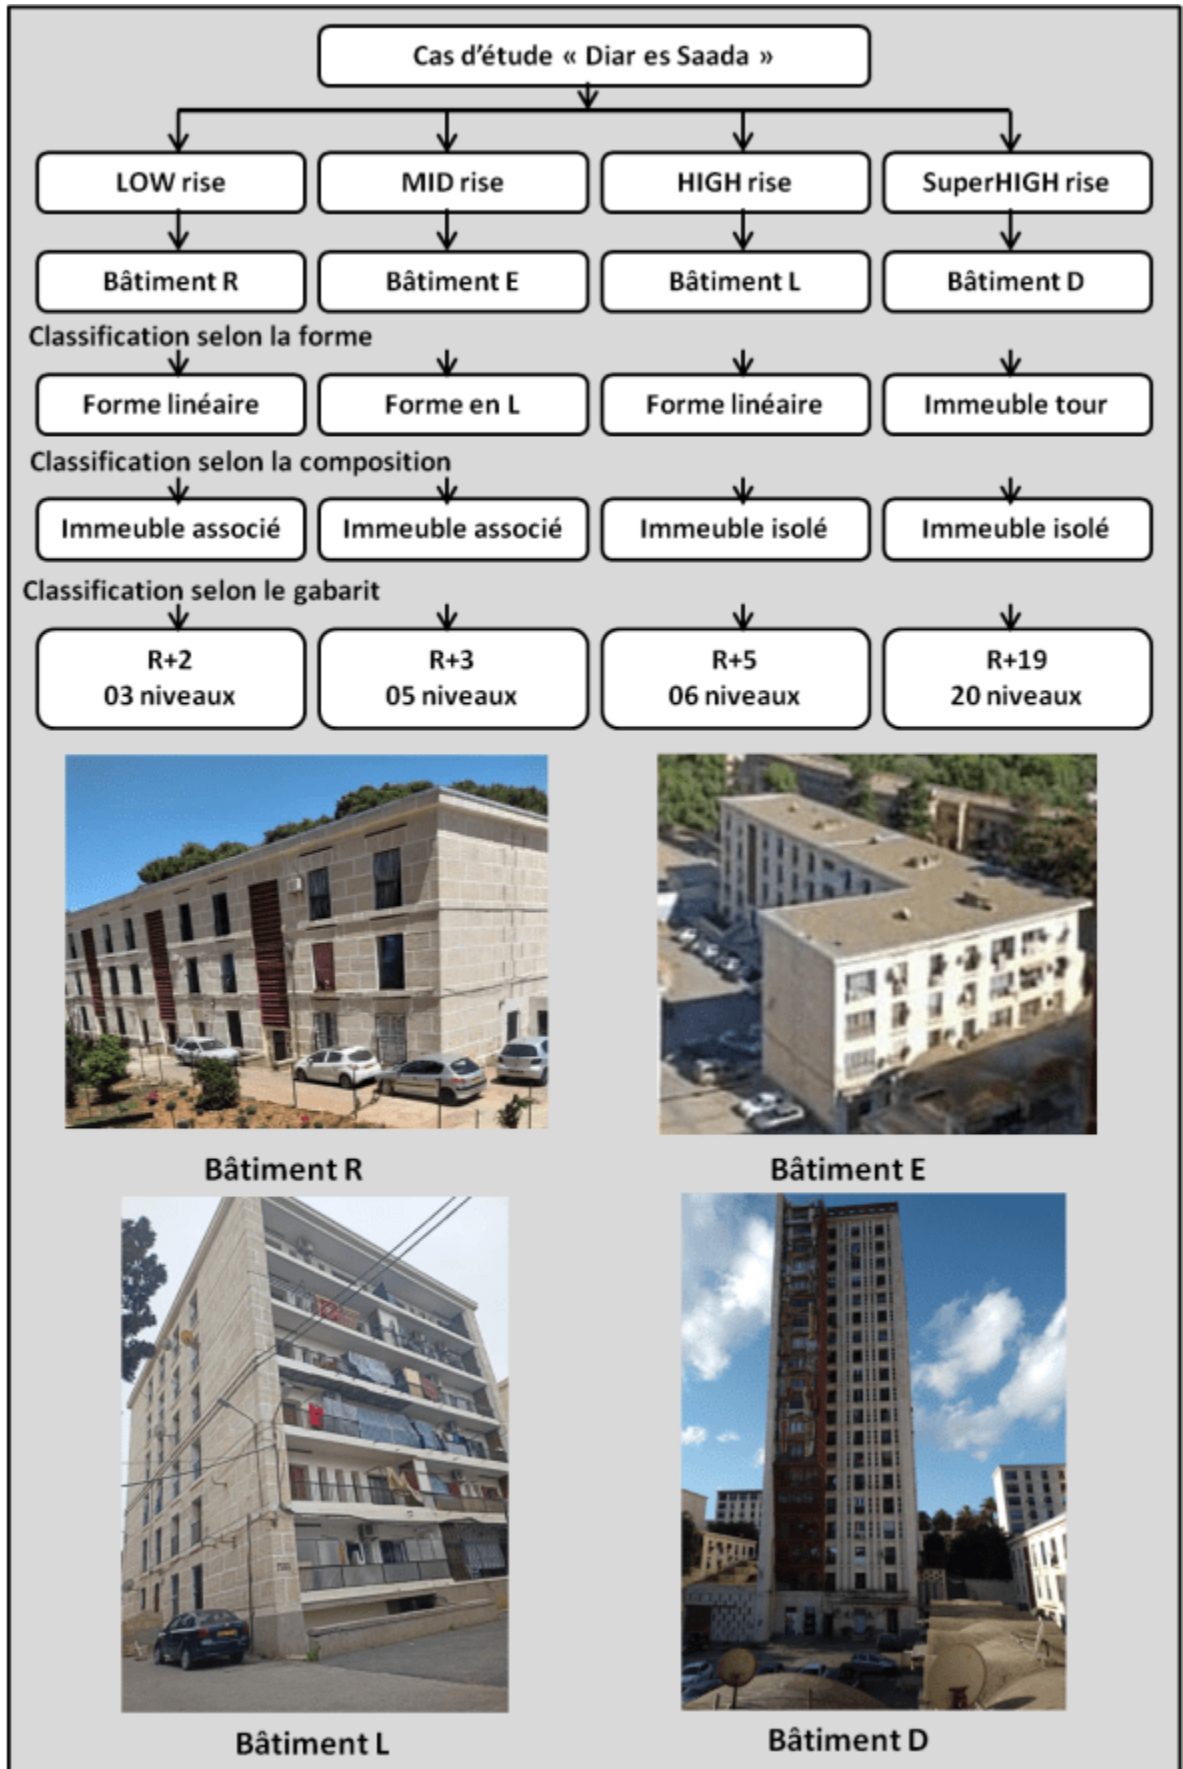 Cas d'étude « Diar es Saada »
LOW rise
MID rise
HIGH rise
SuperHIGH rise
Bâtiment R
Bâtiment E
Bâtiment L
Bâtiment D
Classification selon la forme
Forme linéaire
Forme en L
Forme linéaire
Immeuble tour
Classification selon la composition
Immeuble associé
Immeuble associé
Immeuble isolé
Immeuble isolé
Classification selon le gabarit
R+2
03 niveaux
R+3
05 niveaux
R+5
06 niveaux
R+19
20 niveaux
Bâtiment R
Bâtiment E
Bâtiment L
Bâtiment D